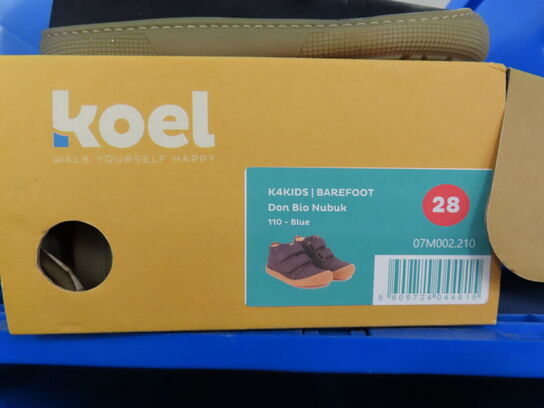 koel
WALK YOURSELF HAPPY
K4KIDS | BAREFOOT
Don Bio Nubuk
110 - Blue
28
07M002.210
5 609724 044915